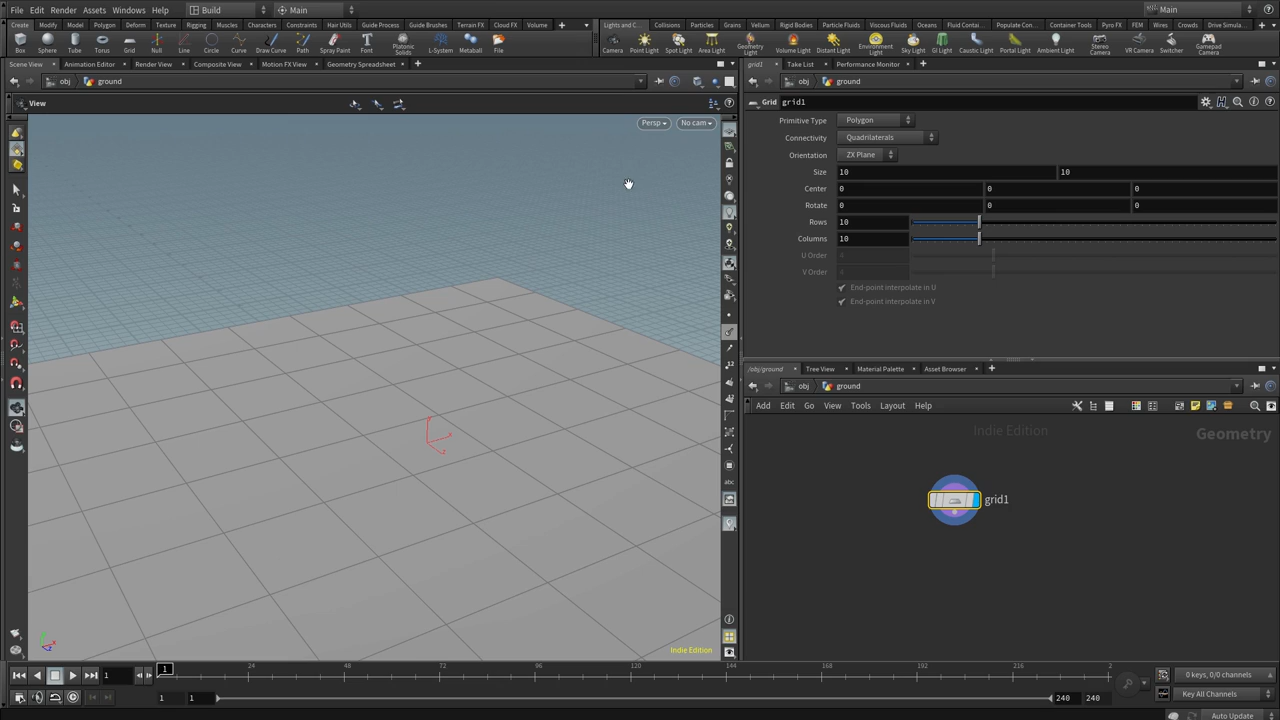 File Edit Render Assets Windows Help Build Main Main
Create Modify Model Polygon Deform Texture Rigging Muscles Characters Constraints Hair Utils Guide Process Guide Brushes Terrain FX Cloud FX Volume
Lights and C... Collisions Particles Grains Vellum Rigid Bodies Particle Fluids Viscous Fluids Oceans Fluid Contai... Populate Con... Container Tools Pyro FX FEM Wires Crowds Drive Simula...
Box Sphere Tube Torus Grid Null Line Circle Curve Draw Curve Path Spray Paint Font Platonic Solids L-System Metaball File
Camera Point Light Spot Light Area Light Geometry Light Volume Light Distant Light Environment Light Sky Light GI Light Caustic Light Portal Light Ambient Light Stereo Camera VR Camera Switcher Gamepad Camera
Scene View Animation Editor Render View Composite View Motion FX View Geometry Spreadsheet
grid1 Take List Performance Monitor
obj ground
obj ground
View
Grid grid1
Persp No cam
Primitive Type Polygon
Connectivity Quadrilaterals
Orientation ZX Plane
Size 10 10
Center 0 0 0
Rotate 0 0 0
Rows 10
Columns 10
U Order 4
V Order 4
End-point interpolate in U
End-point interpolate in V
/obj/ground Tree View Material Palette Asset Browser
obj ground
Add Edit Go View Tools Layout Help
Indie Edition
Geometry
grid1
abc
Indie Edition
1 1 24 48 72 96 120 144 168 192 216 2
0 keys, 0/0 channels
1 1 240 240
Key All Channels
Auto Update